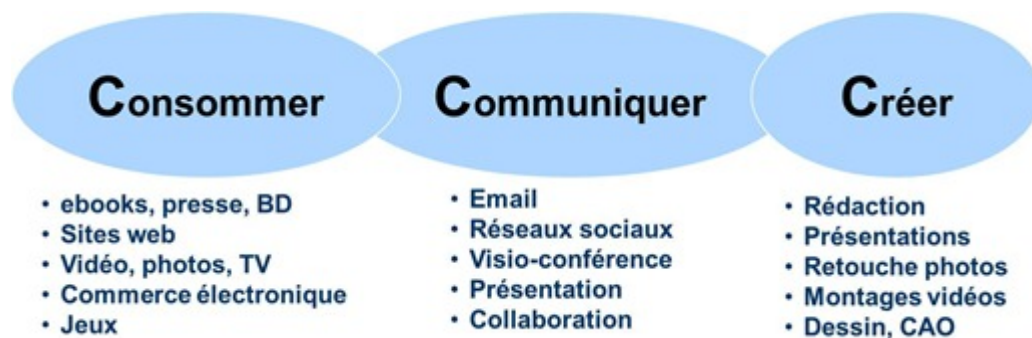 Consommer
• ebooks, presse, BD
• Sites web
• Vidéo, photos, TV
• Commerce électronique
• Jeux
Communiquer
• Email
• Réseaux sociaux
• Visio-conférence
• Présentation
• Collaboration
Créer
• Rédaction
• Présentations
• Retouche photos
• Montages vidéos
• Dessin, CAO